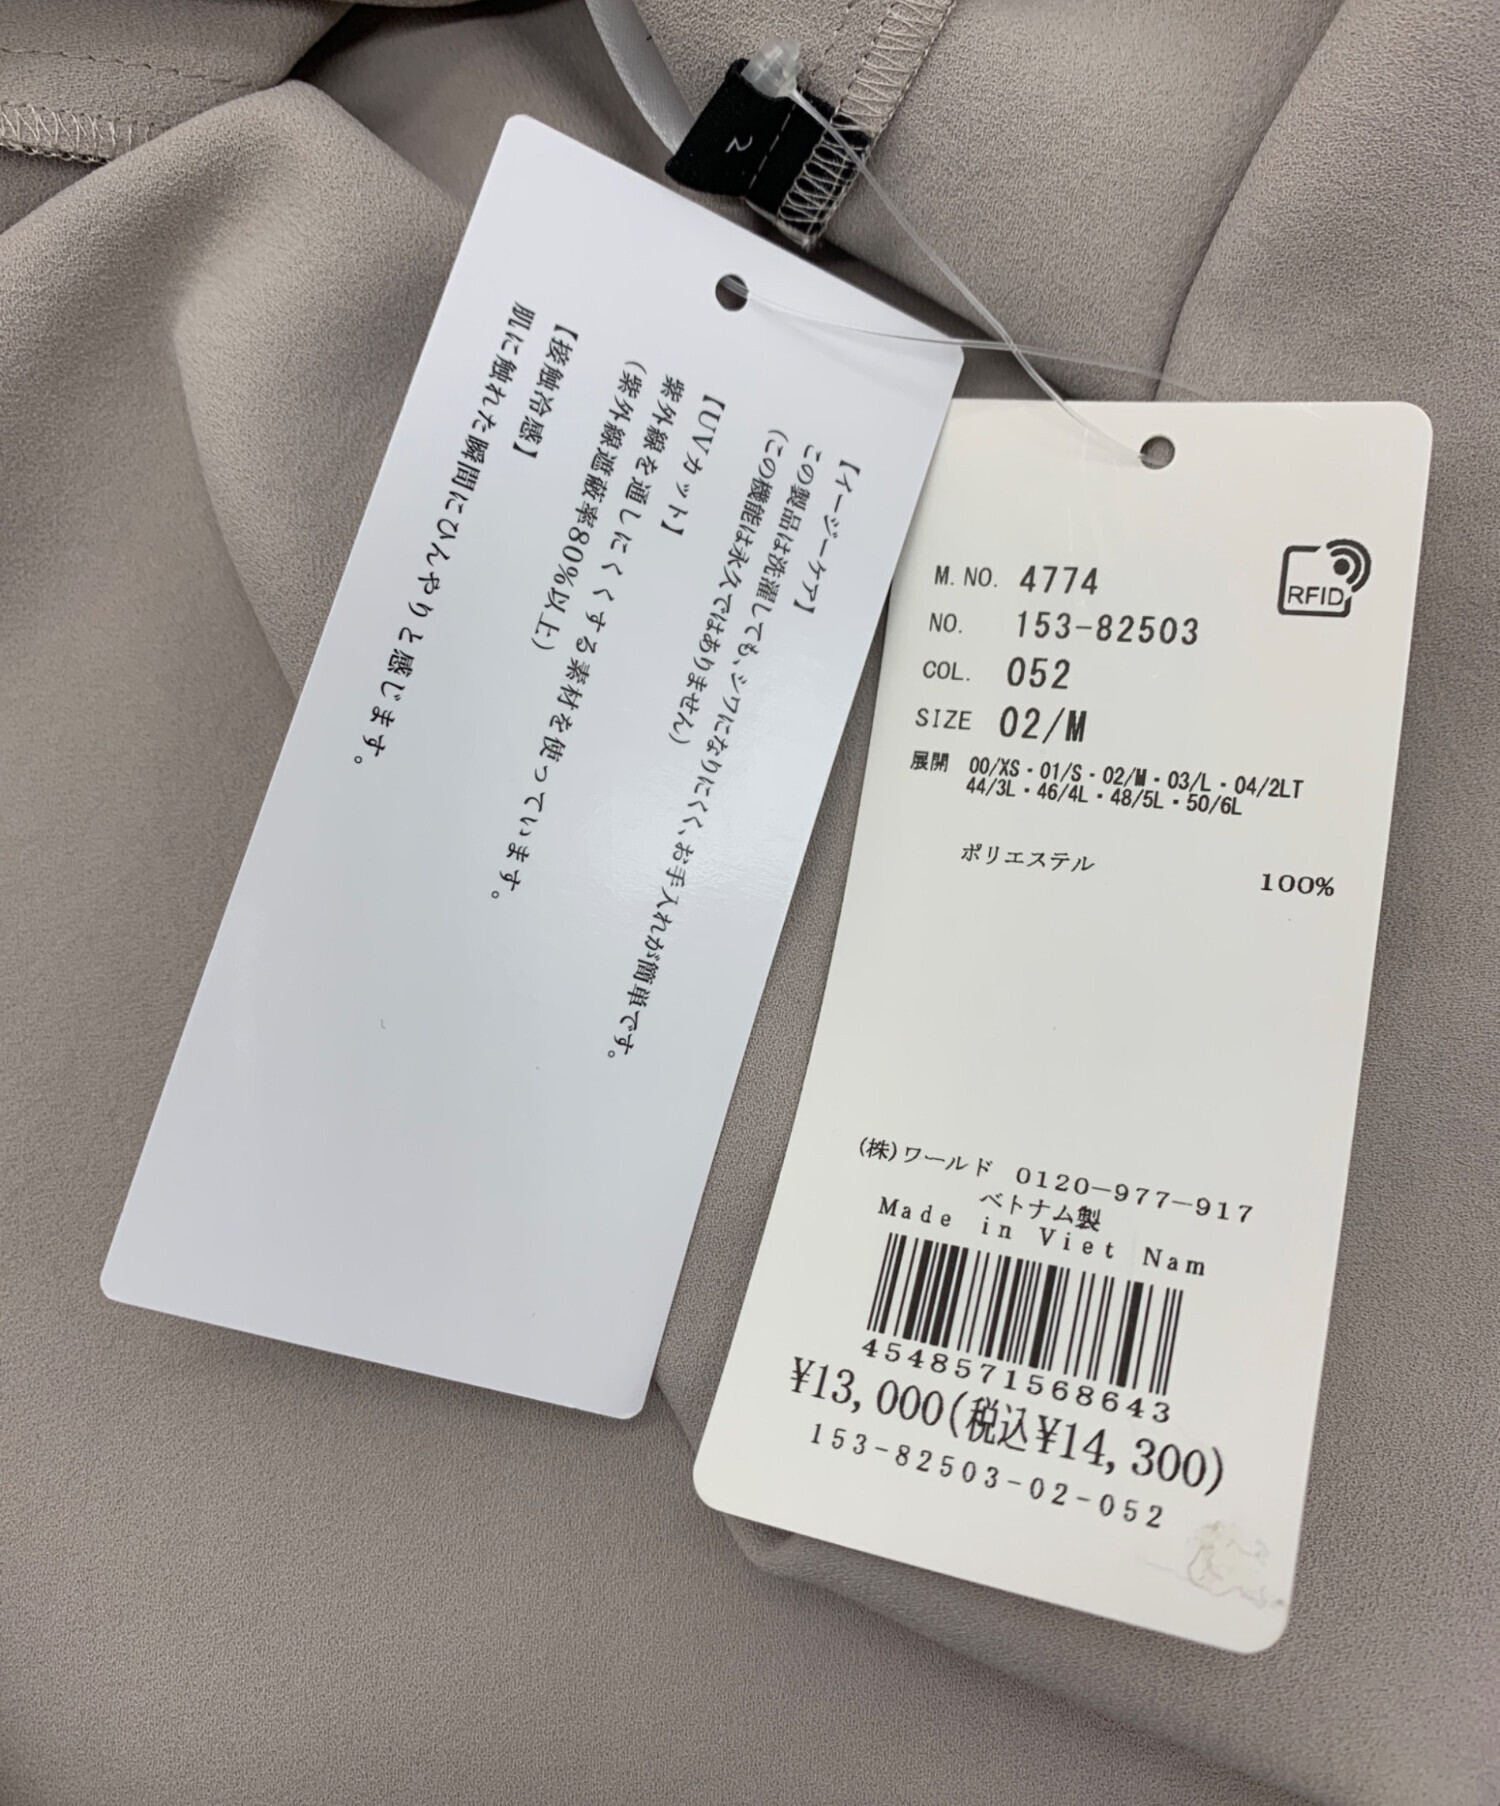 2
【イージーケア】
この製品は洗濯しても、シワになりにくく、お手入れが簡単です。
(この機能は永久ではありません)
【UVカット】
紫外線を通しにくくする素材を使っています。
(紫外線遮蔽率80%以上)
【接触冷感】
肌に触れた瞬間にひんやりと感じます。
RFID
M. NO. 4774
NO. 153-82503
COL. 052
SIZE 02/M
展開 00/XS・01/S・02/M・03/L・04/2LT
44/3L・46/4L・48/5L・50/6L
ポリエステル 100%
(株)ワールド 0120-977-917
ベトナム製
Made in Viet Nam
4548571568643
¥13,000(税込¥14,300)
153-82503-02-052